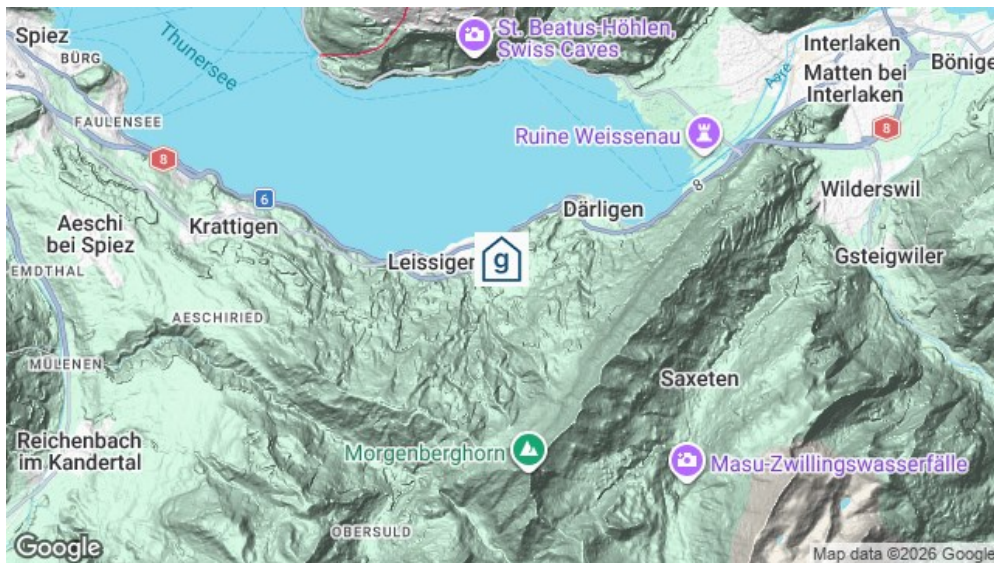 Spiez
BÜRG
Thunersee
St. Beatus-Höhlen,
Swiss Caves
Interlaken
Matten bei
Interlaken
Aare
FAULENSEE
8
Ruine Weissenau
8
6
8
Därligen
Wilderswil
Aeschi
bei Spiez
Krattigen
Leissigen
g
Gsteigwiler
AESCHIRIED
MÜLENEN
Saxeten
Reichenbach
im Kandertal
Morgenberghorn
Masu-Zwillingswasserfälle
OBERSULD
Google
Map data ©2026 Google